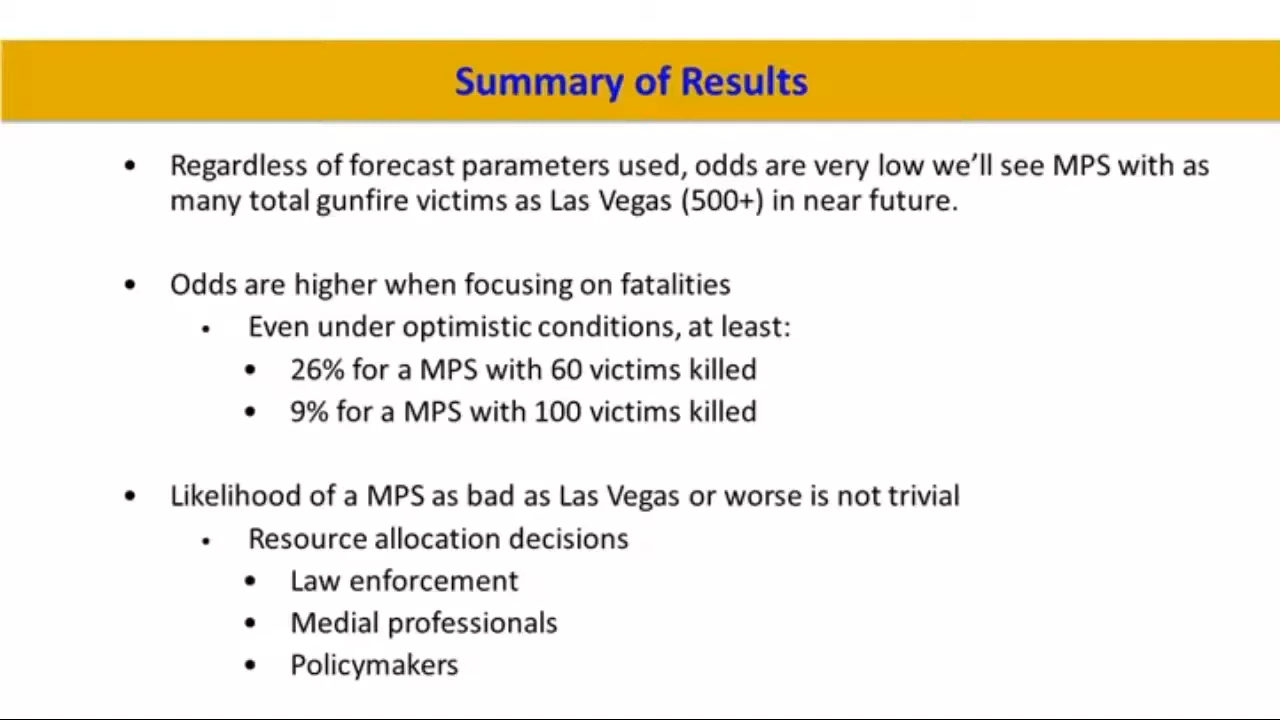 Summary of Results
• Regardless of forecast parameters used, odds are very low we’ll see MPS with as
many total gunfire victims as Las Vegas (500+) in near future.
• Odds are higher when focusing on fatalities
• Even under optimistic conditions, at least:
• 26% for a MPS with 60 victims killed
• 9% for a MPS with 100 victims killed
• Likelihood of a MPS as bad as Las Vegas or worse is not trivial
• Resource allocation decisions
• Law enforcement
• Medial professionals
• Policymakers